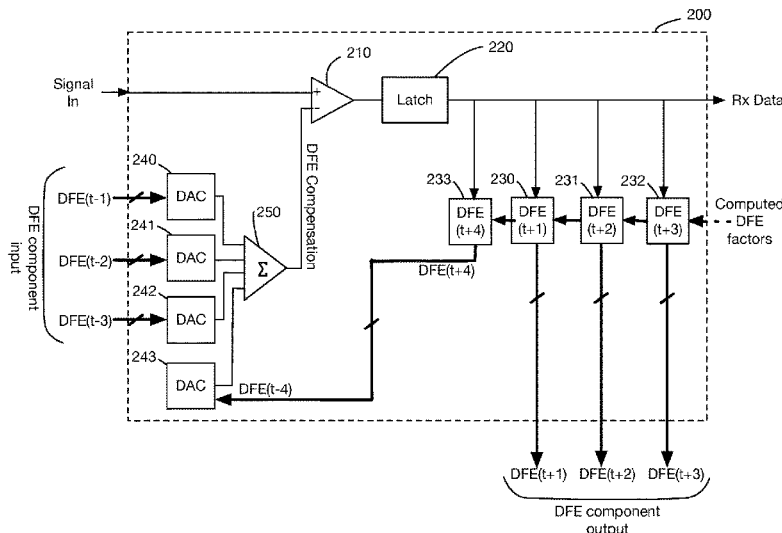 200
210
220
Signal
In
+
−
Latch
Rx Data
DFE Compensation
240
DAC
DFE(t-1)
241
DAC
DFE(t-2)
242
DAC
DFE(t-3)
243
DAC
DFE(t-4)
DFE component
input
250
Σ
233
DFE
(t+4)
230
DFE
(t+1)
231
DFE
(t+2)
232
DFE
(t+3)
Computed
DFE
factors
DFE(t+4)
DFE(t+1)
DFE(t+2)
DFE(t+3)
DFE component
output